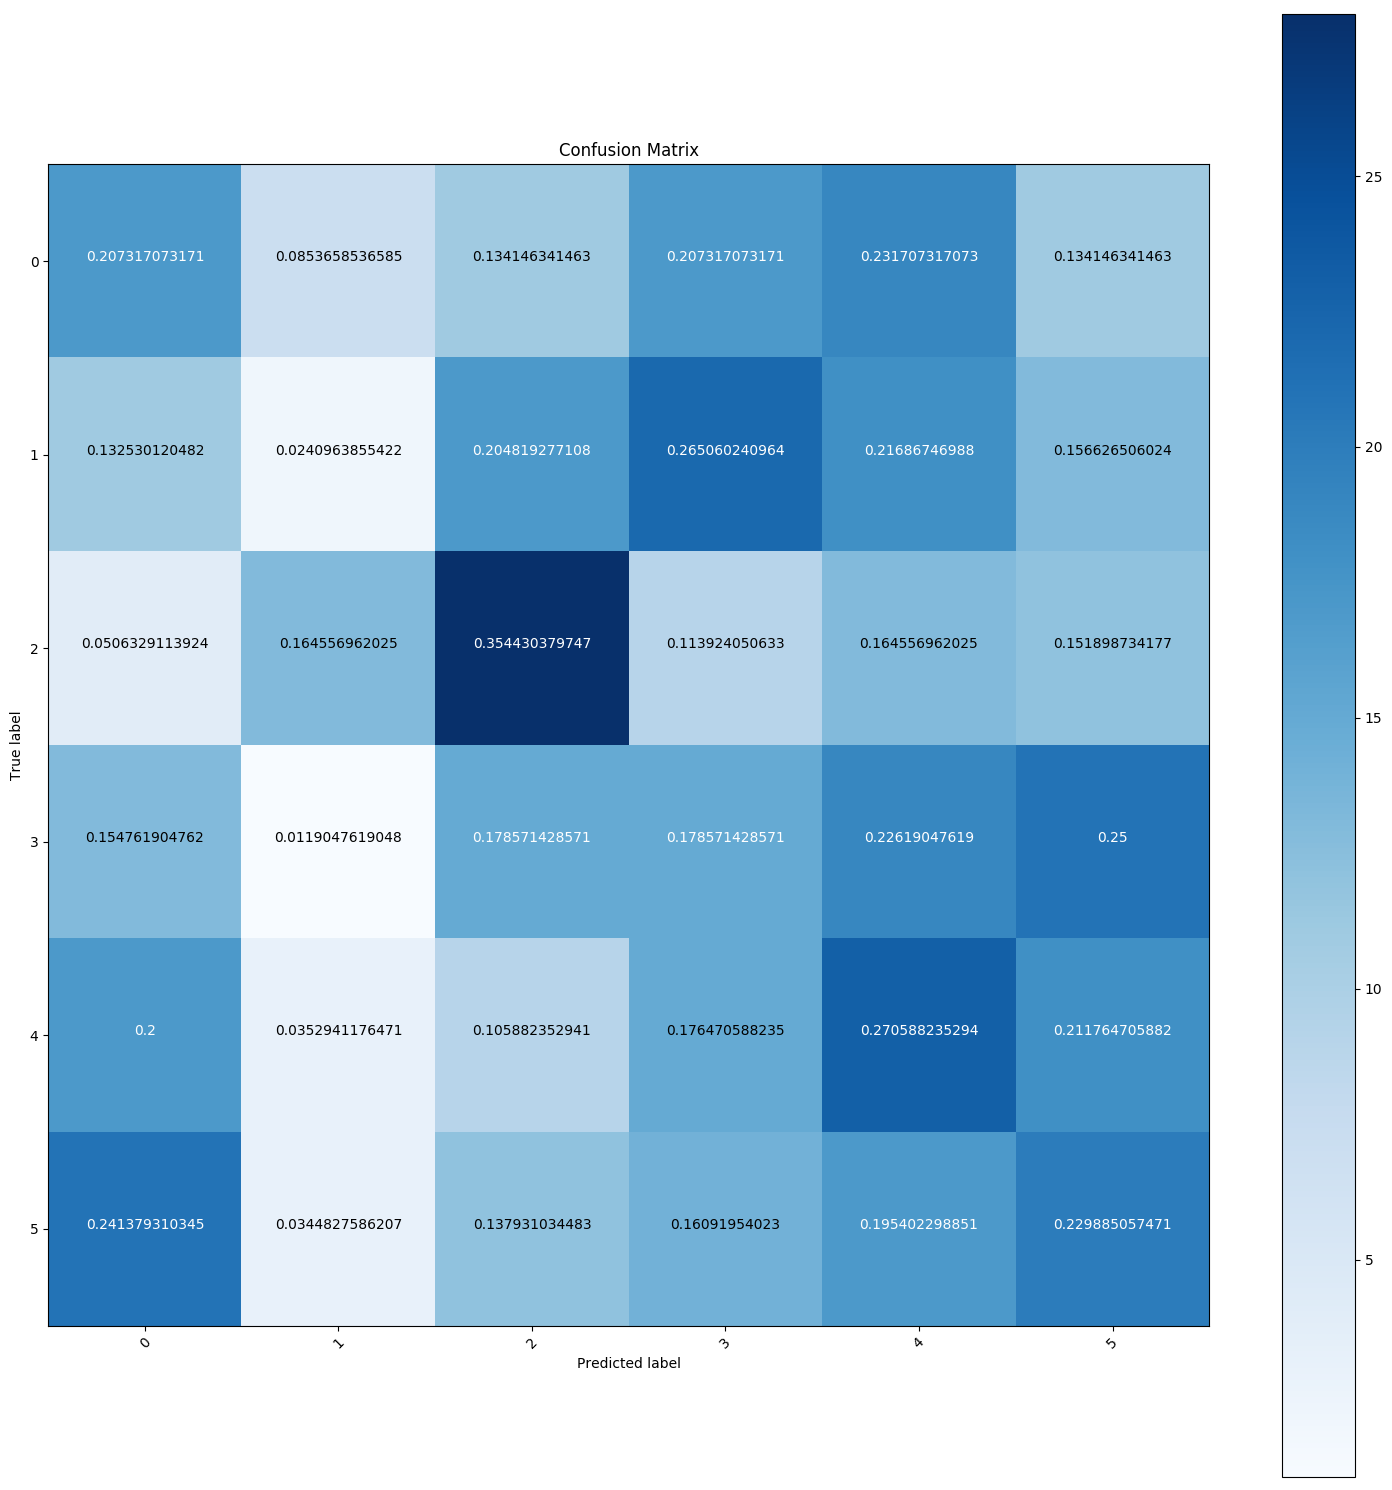 Confusion Matrix
0 0.207317073171 0.0853658536585 0.134146341463 0.207317073171 0.231707317073 0.134146341463
1 0.132530120482 0.0240963855422 0.204819277108 0.265060240964 0.21686746988 0.156626506024
2 0.0506329113924 0.164556962025 0.354430379747 0.113924050633 0.164556962025 0.151898734177
3 0.154761904762 0.0119047619048 0.178571428571 0.178571428571 0.22619047619 0.25
4 0.2 0.0352941176471 0.105882352941 0.176470588235 0.270588235294 0.211764705882
5 0.241379310345 0.0344827586207 0.137931034483 0.16091954023 0.195402298851 0.229885057471
0 1 2 3 4 5
Predicted label
True label
25
20
15
10
5